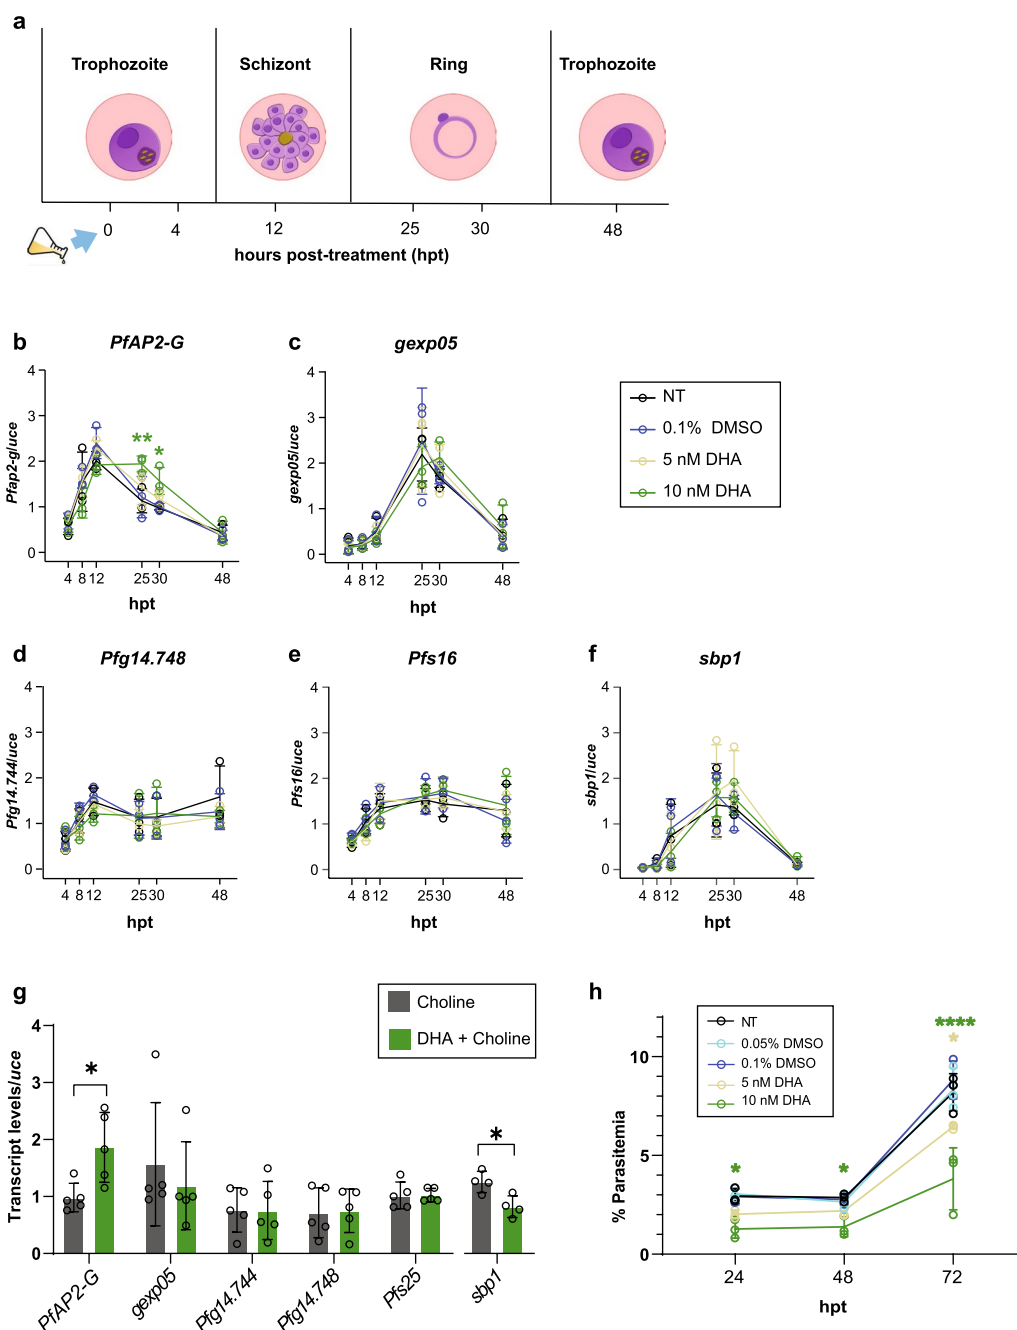 a
Trophozoite Schizont Ring Trophozoite
0 4 12 25 30 48
hours post-treatment (hpt)
b PfAP2-G
Pfap2-g/uce
4
3
2
1
0
** *
4 8 12 25 30 48
hpt
c gexp05
gexp05/uce
4
3
2
1
0
4 8 12 25 30 48
hpt
NT
0.1% DMSO
5 nM DHA
10 nM DHA
d Pfg14.748
Pfg14.744/uce
4
3
2
1
0
4 8 12 25 30 48
hpt
e Pfs16
Pfs16/uce
4
3
2
1
0
4 8 12 25 30 48
hpt
f sbp1
sbp1/uce
4
3
2
1
0
4 8 12 25 30 48
hpt
g
Choline
DHA + Choline
Transcript levels/uce
4
3
2
1
0
* *
PfAP2-G gexp05 Pfg14.744 Pfg14.748 Pfs25 sbp1
h
NT
0.05% DMSO
0.1% DMSO
5 nM DHA
10 nM DHA
% Parasitemia
10
5
0
****
*
* *
24 48 72
hpt